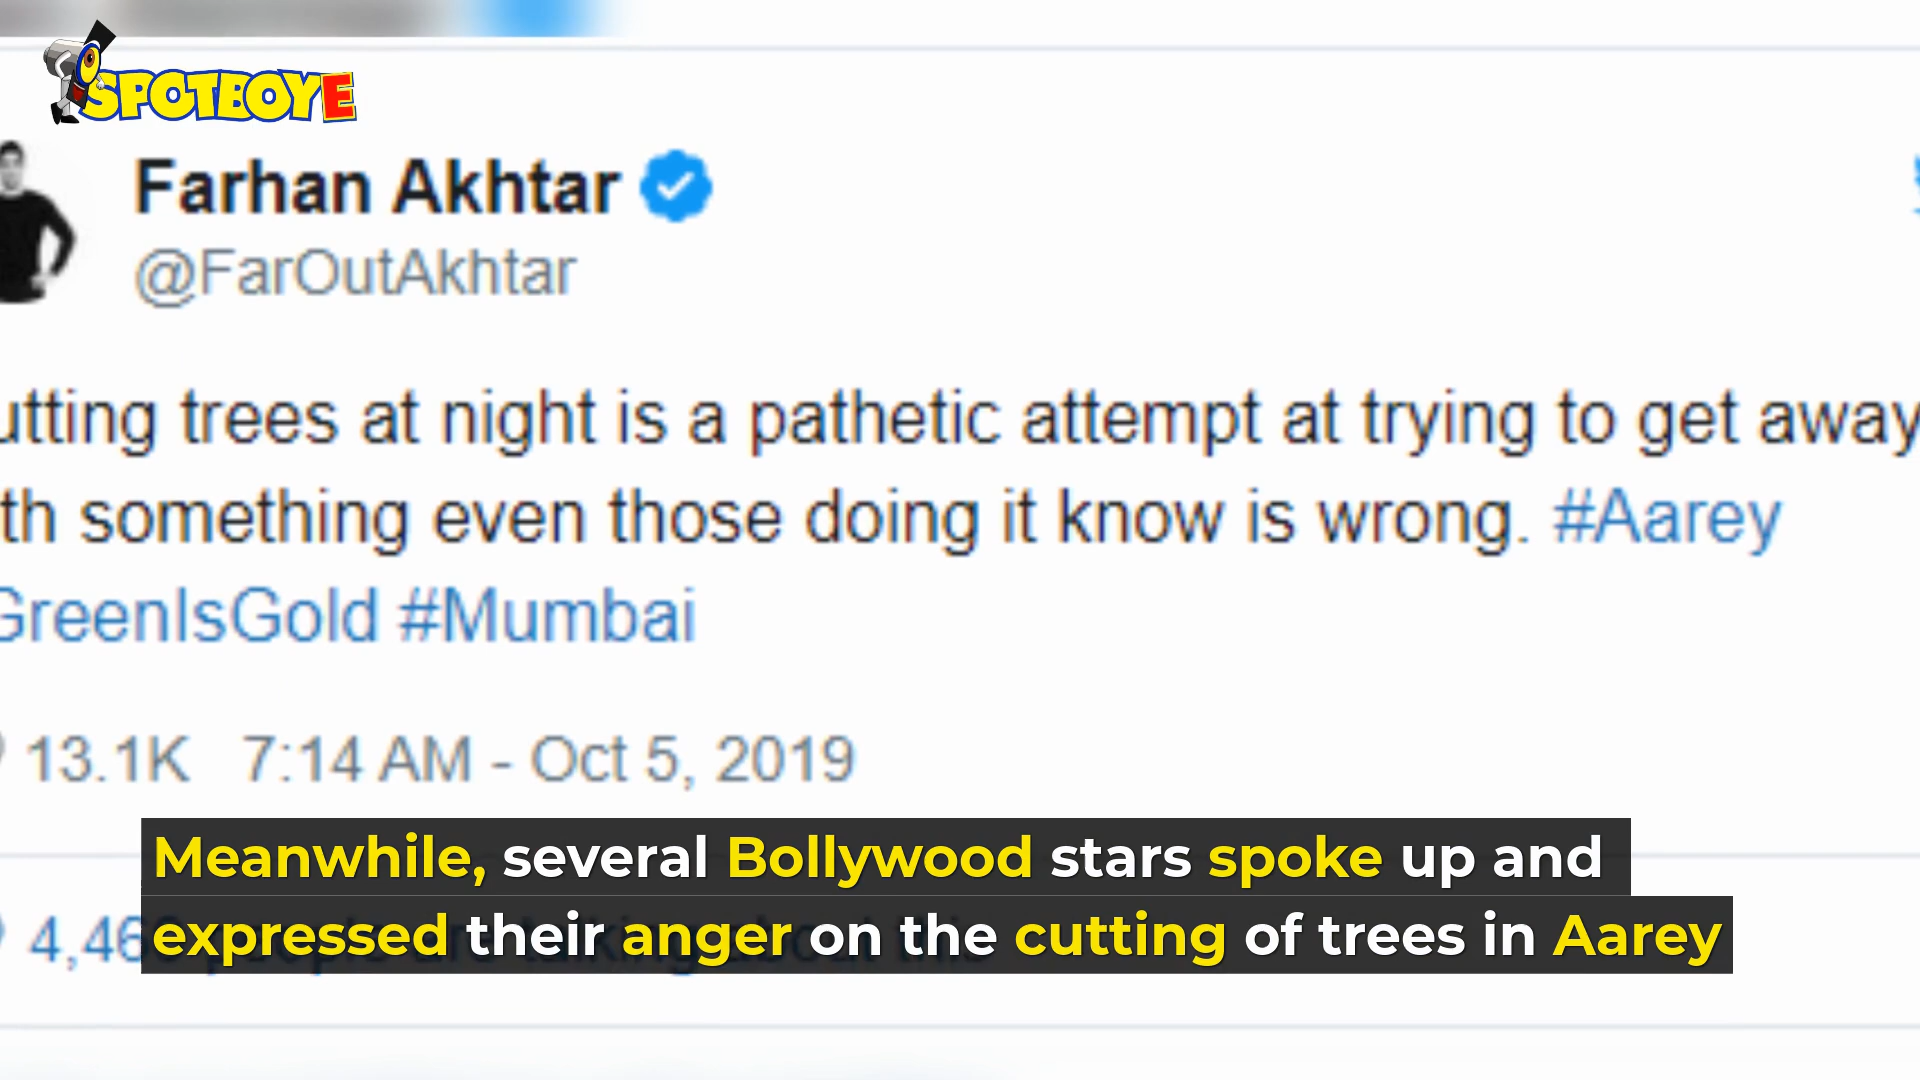 SPOTBOYE
Farhan Akhtar
@FarOutAkhtar
utting trees at night is a pathetic attempt at trying to get away
th something even those doing it know is wrong. #Aarey
GreenIsGold #Mumbai
13.1K 7:14 AM - Oct 5, 2019
Meanwhile, several Bollywood stars spoke up and
expressed their anger on the cutting of trees in Aarey
4,46